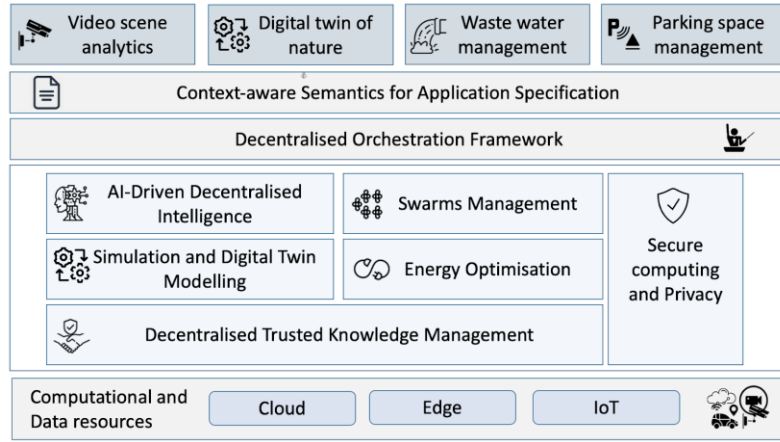 Video scene
analytics
Digital twin of
nature
Waste water
management
P
Parking space
management
Context-aware Semantics for Application Specification
Decentralised Orchestration Framework
AI-Driven Decentralised
Intelligence
Swarms Management
Simulation and Digital Twin
Modelling
Energy Optimisation
Decentralised Trusted Knowledge Management
Secure
computing
and Privacy
Computational and
Data resources
Cloud
Edge
IoT